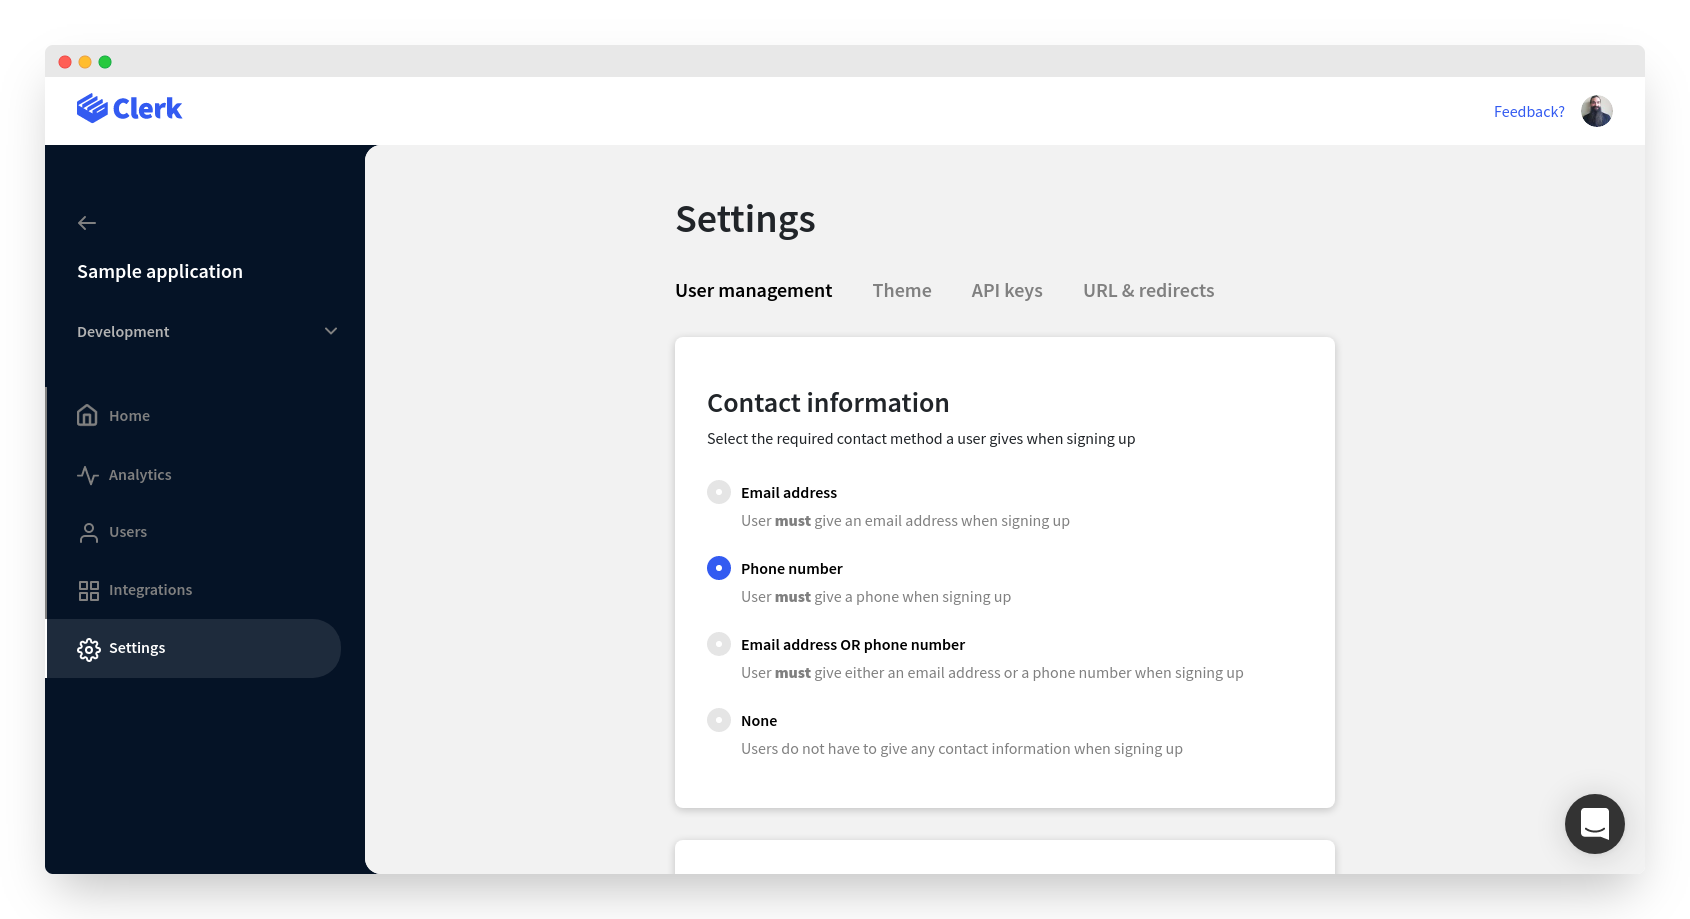 Clerk
Feedback?
Sample application
Development
Home
Analytics
Users
Integrations
Settings
Settings
User management Theme API keys URL & redirects
Contact information
Select the required contact method a user gives when signing up
Email address
User must give an email address when signing up
Phone number
User must give a phone when signing up
Email address OR phone number
User must give either an email address or a phone number when signing up
None
Users do not have to give any contact information when signing up